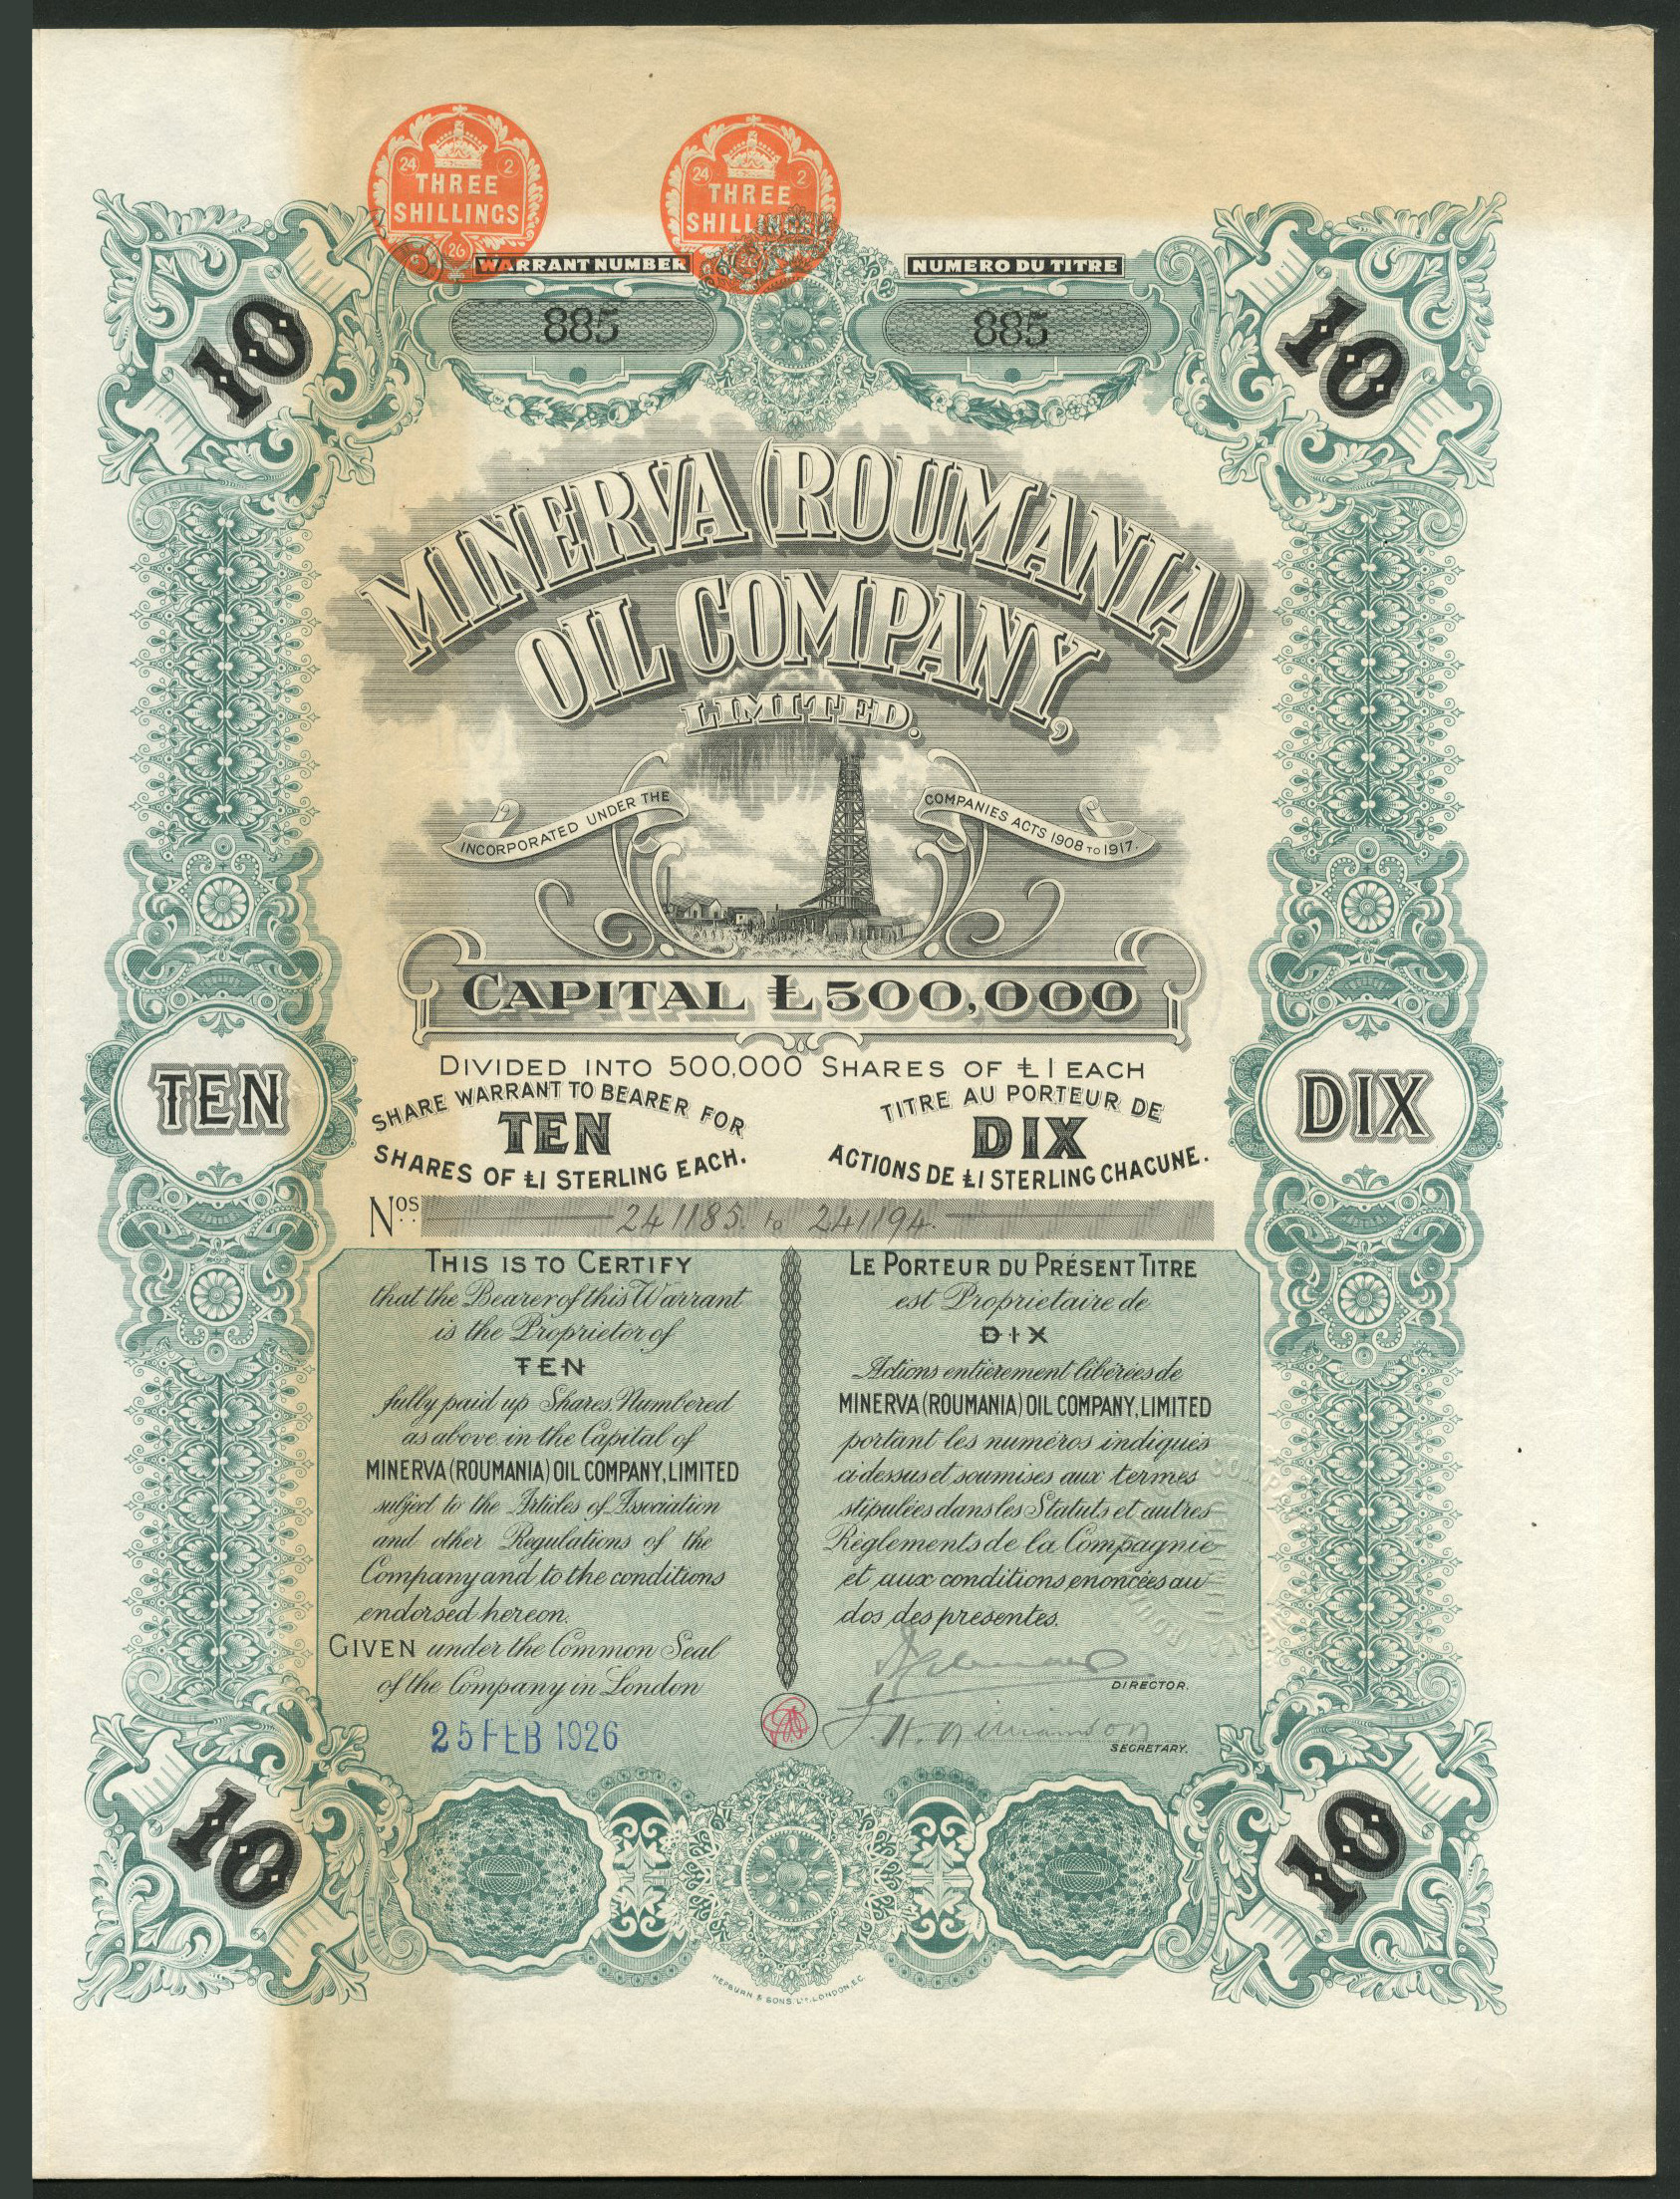 24 2
THREE
SHILLINGS
26
24 2
THREE
SHILLINGS
26
WARRANT NUMBER
NUMERO DU TITRE
885
885
10
10
MINERVA (ROUMANIA)
OIL COMPANY,
LIMITED.
INCORPORATED UNDER THE
COMPANIES ACTS 1908 TO 1917.
CAPITAL £500,000
DIVIDED INTO 500,000 SHARES OF £1 EACH
TEN
DIX
SHARE WARRANT TO BEARER FOR
TEN
SHARES OF £1 STERLING EACH.
TITRE AU PORTEUR DE
DIX
ACTIONS DE £1 STERLING CHACUNE.
Nos 241185. to 241194.
THIS IS TO CERTIFY
that the Bearer of this Warrant
is the Proprietor of
TEN
fully paid up Shares Numbered
as above in the Capital of
MINERVA (ROUMANIA) OIL COMPANY, LIMITED
subject to the Articles of Association
and other Regulations of the
Company and to the conditions
endorsed hereon.
GIVEN under the Common Seal
of the Company in London
25 FEB 1926
LE PORTEUR DU PRÉSENT TITRE
est Proprietaire de
DIX
Actions entièrement libérées de
MINERVA (ROUMANIA) OIL COMPANY, LIMITED
portant les numéros indiqués
ci-dessus et soumises aux termes
stipulées dans les Statuts et autres
Règlements de la Compagnie
et aux conditions enoncées au
dos des presentes.
DIRECTOR.
SECRETARY.
10
10
HEPBURN & SONS, LT. LONDON, E.C.